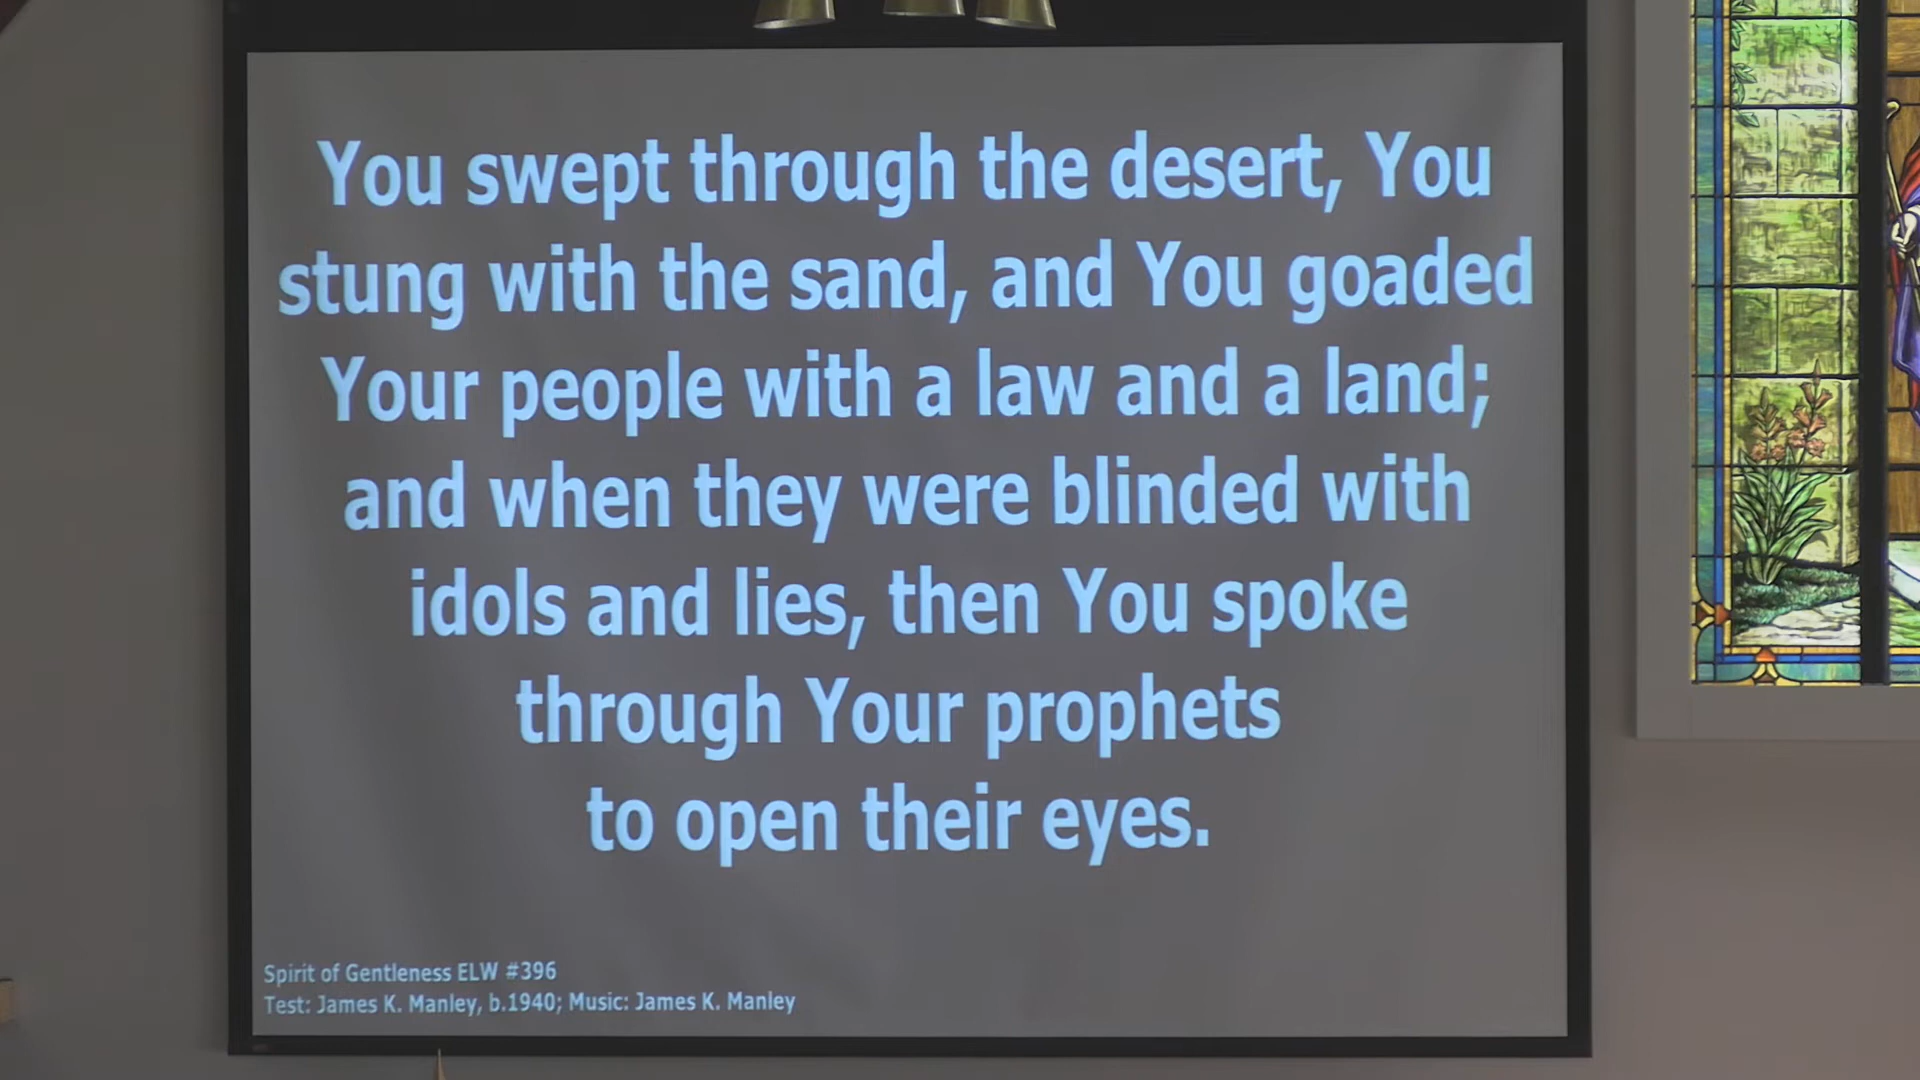 You swept through the desert, You
stung with the sand, and You goaded
Your people with a law and a land;
and when they were blinded with
idols and lies, then You spoke
through Your prophets
to open their eyes.
Spirit of Gentleness ELW #396
Test: James K. Manley, b.1940; Music: James K. Manley